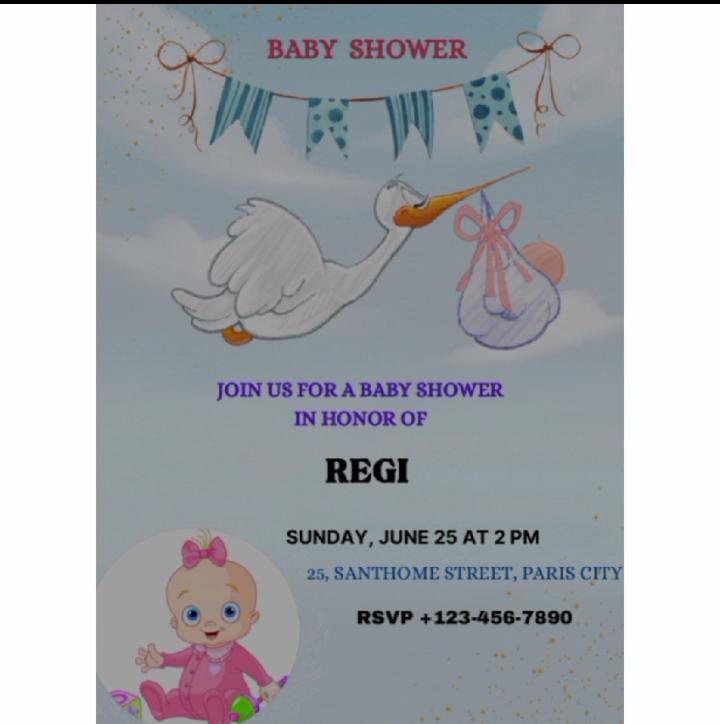 BABY SHOWER
JOIN US FOR A BABY SHOWER
IN HONOR OF
REGI
SUNDAY, JUNE 25 AT 2 PM
25, SANTHOME STREET, PARIS CITY
RSVP +123-456-7890